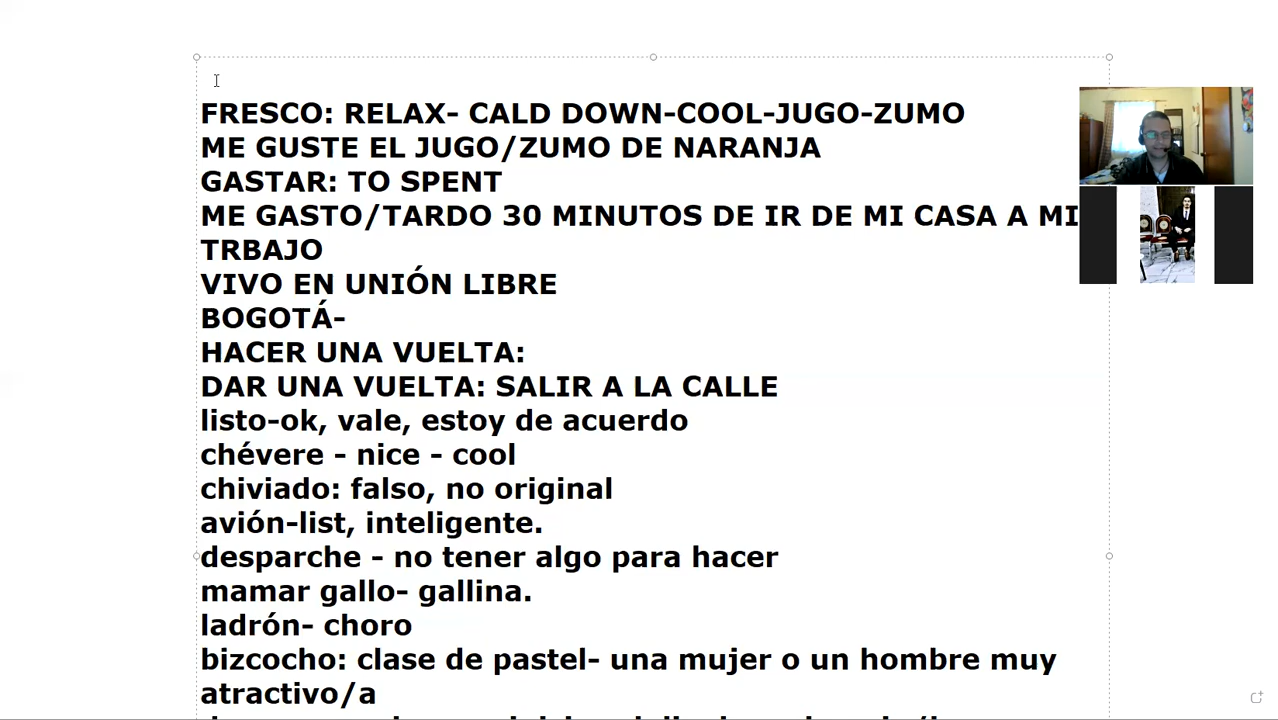 FRESCO: RELAX- CALD DOWN-COOL-JUGO-ZUMO
ME GUSTE EL JUGO/ZUMO DE NARANJA
GASTAR: TO SPENT
ME GASTO/TARDO 30 MINUTOS DE IR DE MI CASA A MI
TRBAJO
VIVO EN UNIÓN LIBRE
BOGOTÁ-
HACER UNA VUELTA:
DAR UNA VUELTA: SALIR A LA CALLE
listo-ok, vale, estoy de acuerdo
chévere - nice - cool
chiviado: falso, no original
avión-list, inteligente.
desparche - no tener algo para hacer
mamar gallo- gallina.
ladrón- choro
bizcocho: clase de pastel- una mujer o un hombre muy
atractivo/a